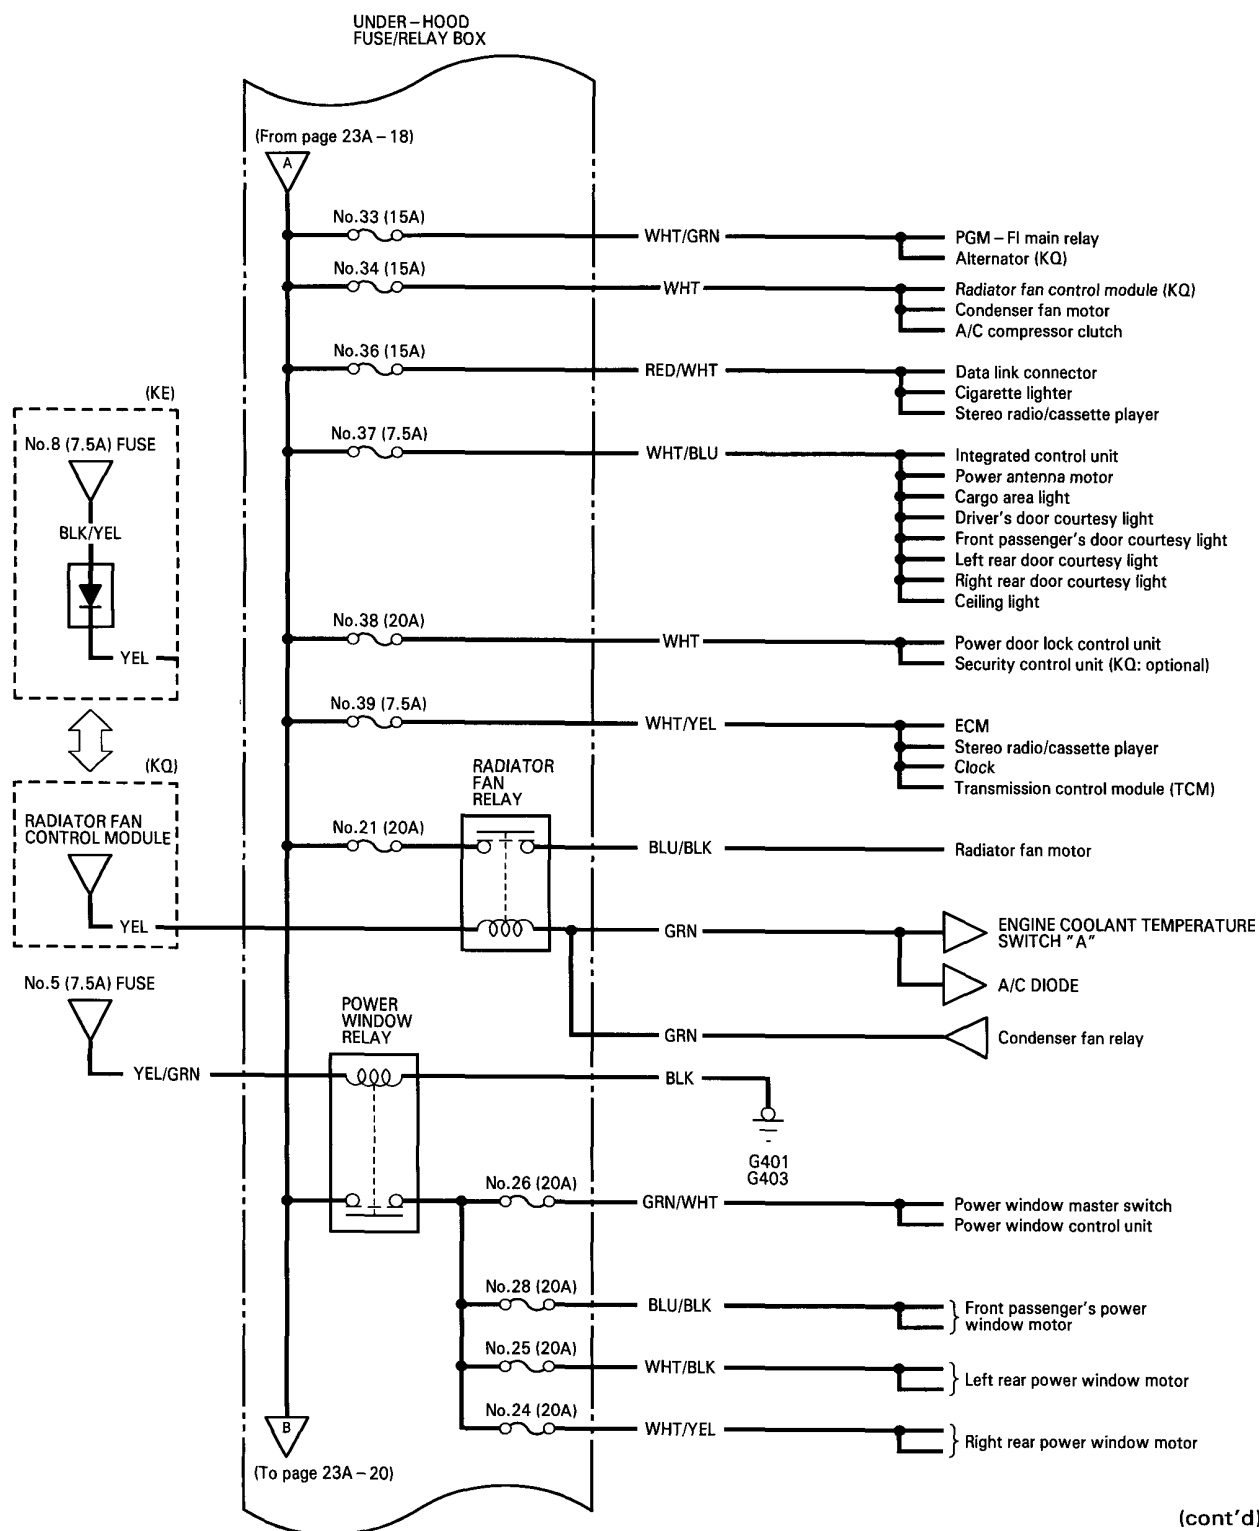 UNDER-HOOD
FUSE/RELAY BOX
(From page 23A-18)
A
No.33 (15A)
WHT/GRN
PGM-FI main relay
Alternator (KQ)
No.34 (15A)
WHT
Radiator fan control module (KQ)
Condenser fan motor
A/C compressor clutch
No.36 (15A)
RED/WHT
Data link connector
Cigarette lighter
Stereo radio/cassette player
(KE)
No.8 (7.5A) FUSE
BLK/YEL
YEL
No.37 (7.5A)
WHT/BLU
Integrated control unit
Power antenna motor
Cargo area light
Driver's door courtesy light
Front passenger's door courtesy light
Left rear door courtesy light
Right rear door courtesy light
Ceiling light
No.38 (20A)
WHT
Power door lock control unit
Security control unit (KQ: optional)
No.39 (7.5A)
WHT/YEL
ECM
Stereo radio/cassette player
Clock
Transmission control module (TCM)
(KQ)
RADIATOR FAN
CONTROL MODULE
YEL
RADIATOR
FAN
RELAY
No.21 (20A)
BLU/BLK
Radiator fan motor
GRN
ENGINE COOLANT TEMPERATURE
SWITCH "A"
A/C DIODE
GRN
Condenser fan relay
No.5 (7.5A) FUSE
YEL/GRN
POWER
WINDOW
RELAY
BLK
G401
G403
No.26 (20A)
GRN/WHT
Power window master switch
Power window control unit
No.28 (20A)
BLU/BLK
Front passenger's power
window motor
No.25 (20A)
WHT/BLK
Left rear power window motor
No.24 (20A)
WHT/YEL
Right rear power window motor
B
(To page 23A-20)
(cont'd)